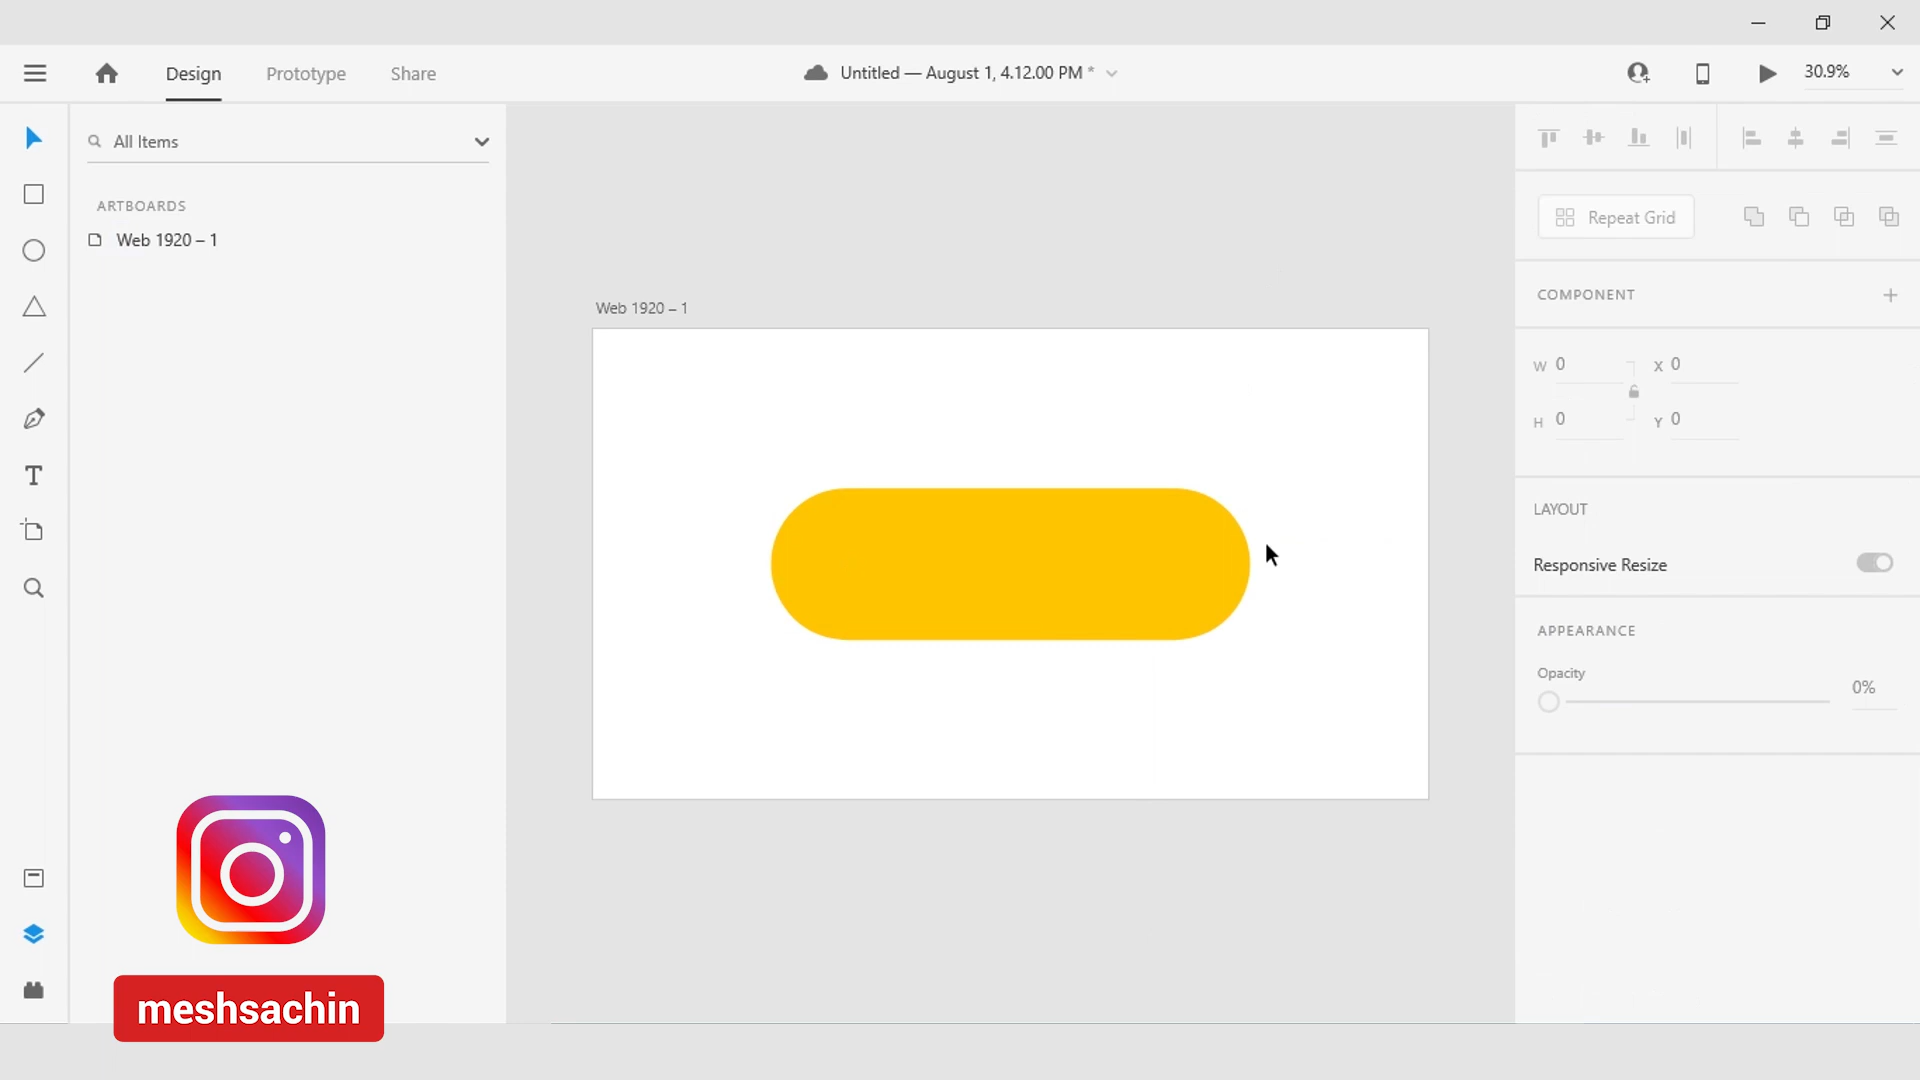 Design
Prototype
Share
Untitled — August 1, 4.12.00 PM *
30.9%
All Items
ARTBOARDS
Web 1920 – 1
Web 1920 – 1
Repeat Grid
COMPONENT
W 0
X 0
H 0
Y 0
LAYOUT
Responsive Resize
APPEARANCE
Opacity
0%
meshsachin